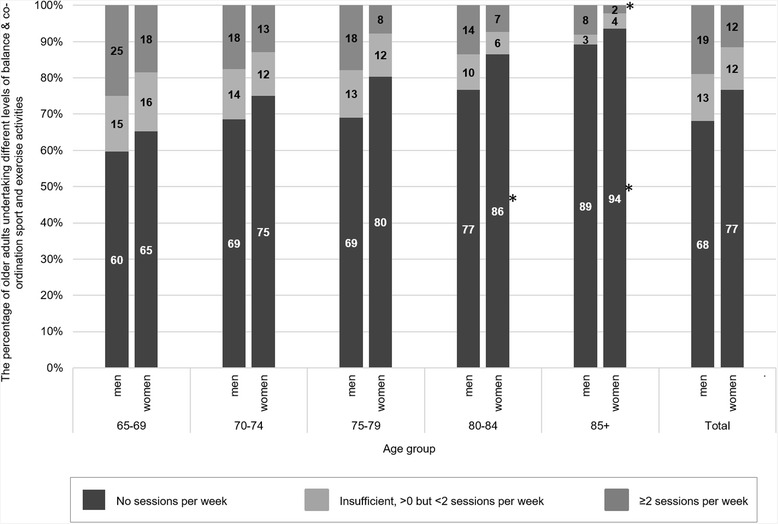 The percentage of older adults undertaking different levels of balance & co-
ordination sport and exercise activities
100%
90%
80%
70%
60%
50%
40%
30%
20%
10%
0%
25 18 18 13 18 8 14 7 8 2 * 19 12
15 16 14 12 13 12 10 6 3 4 13 12
60 65 69 75 69 80 77 86 * 89 94 * 68 77
men women men women men women men women men women men women
65-69 70-74 75-79 80-84 85+ Total
Age group
No sessions per week Insufficient, >0 but <2 sessions per week ≥2 sessions per week